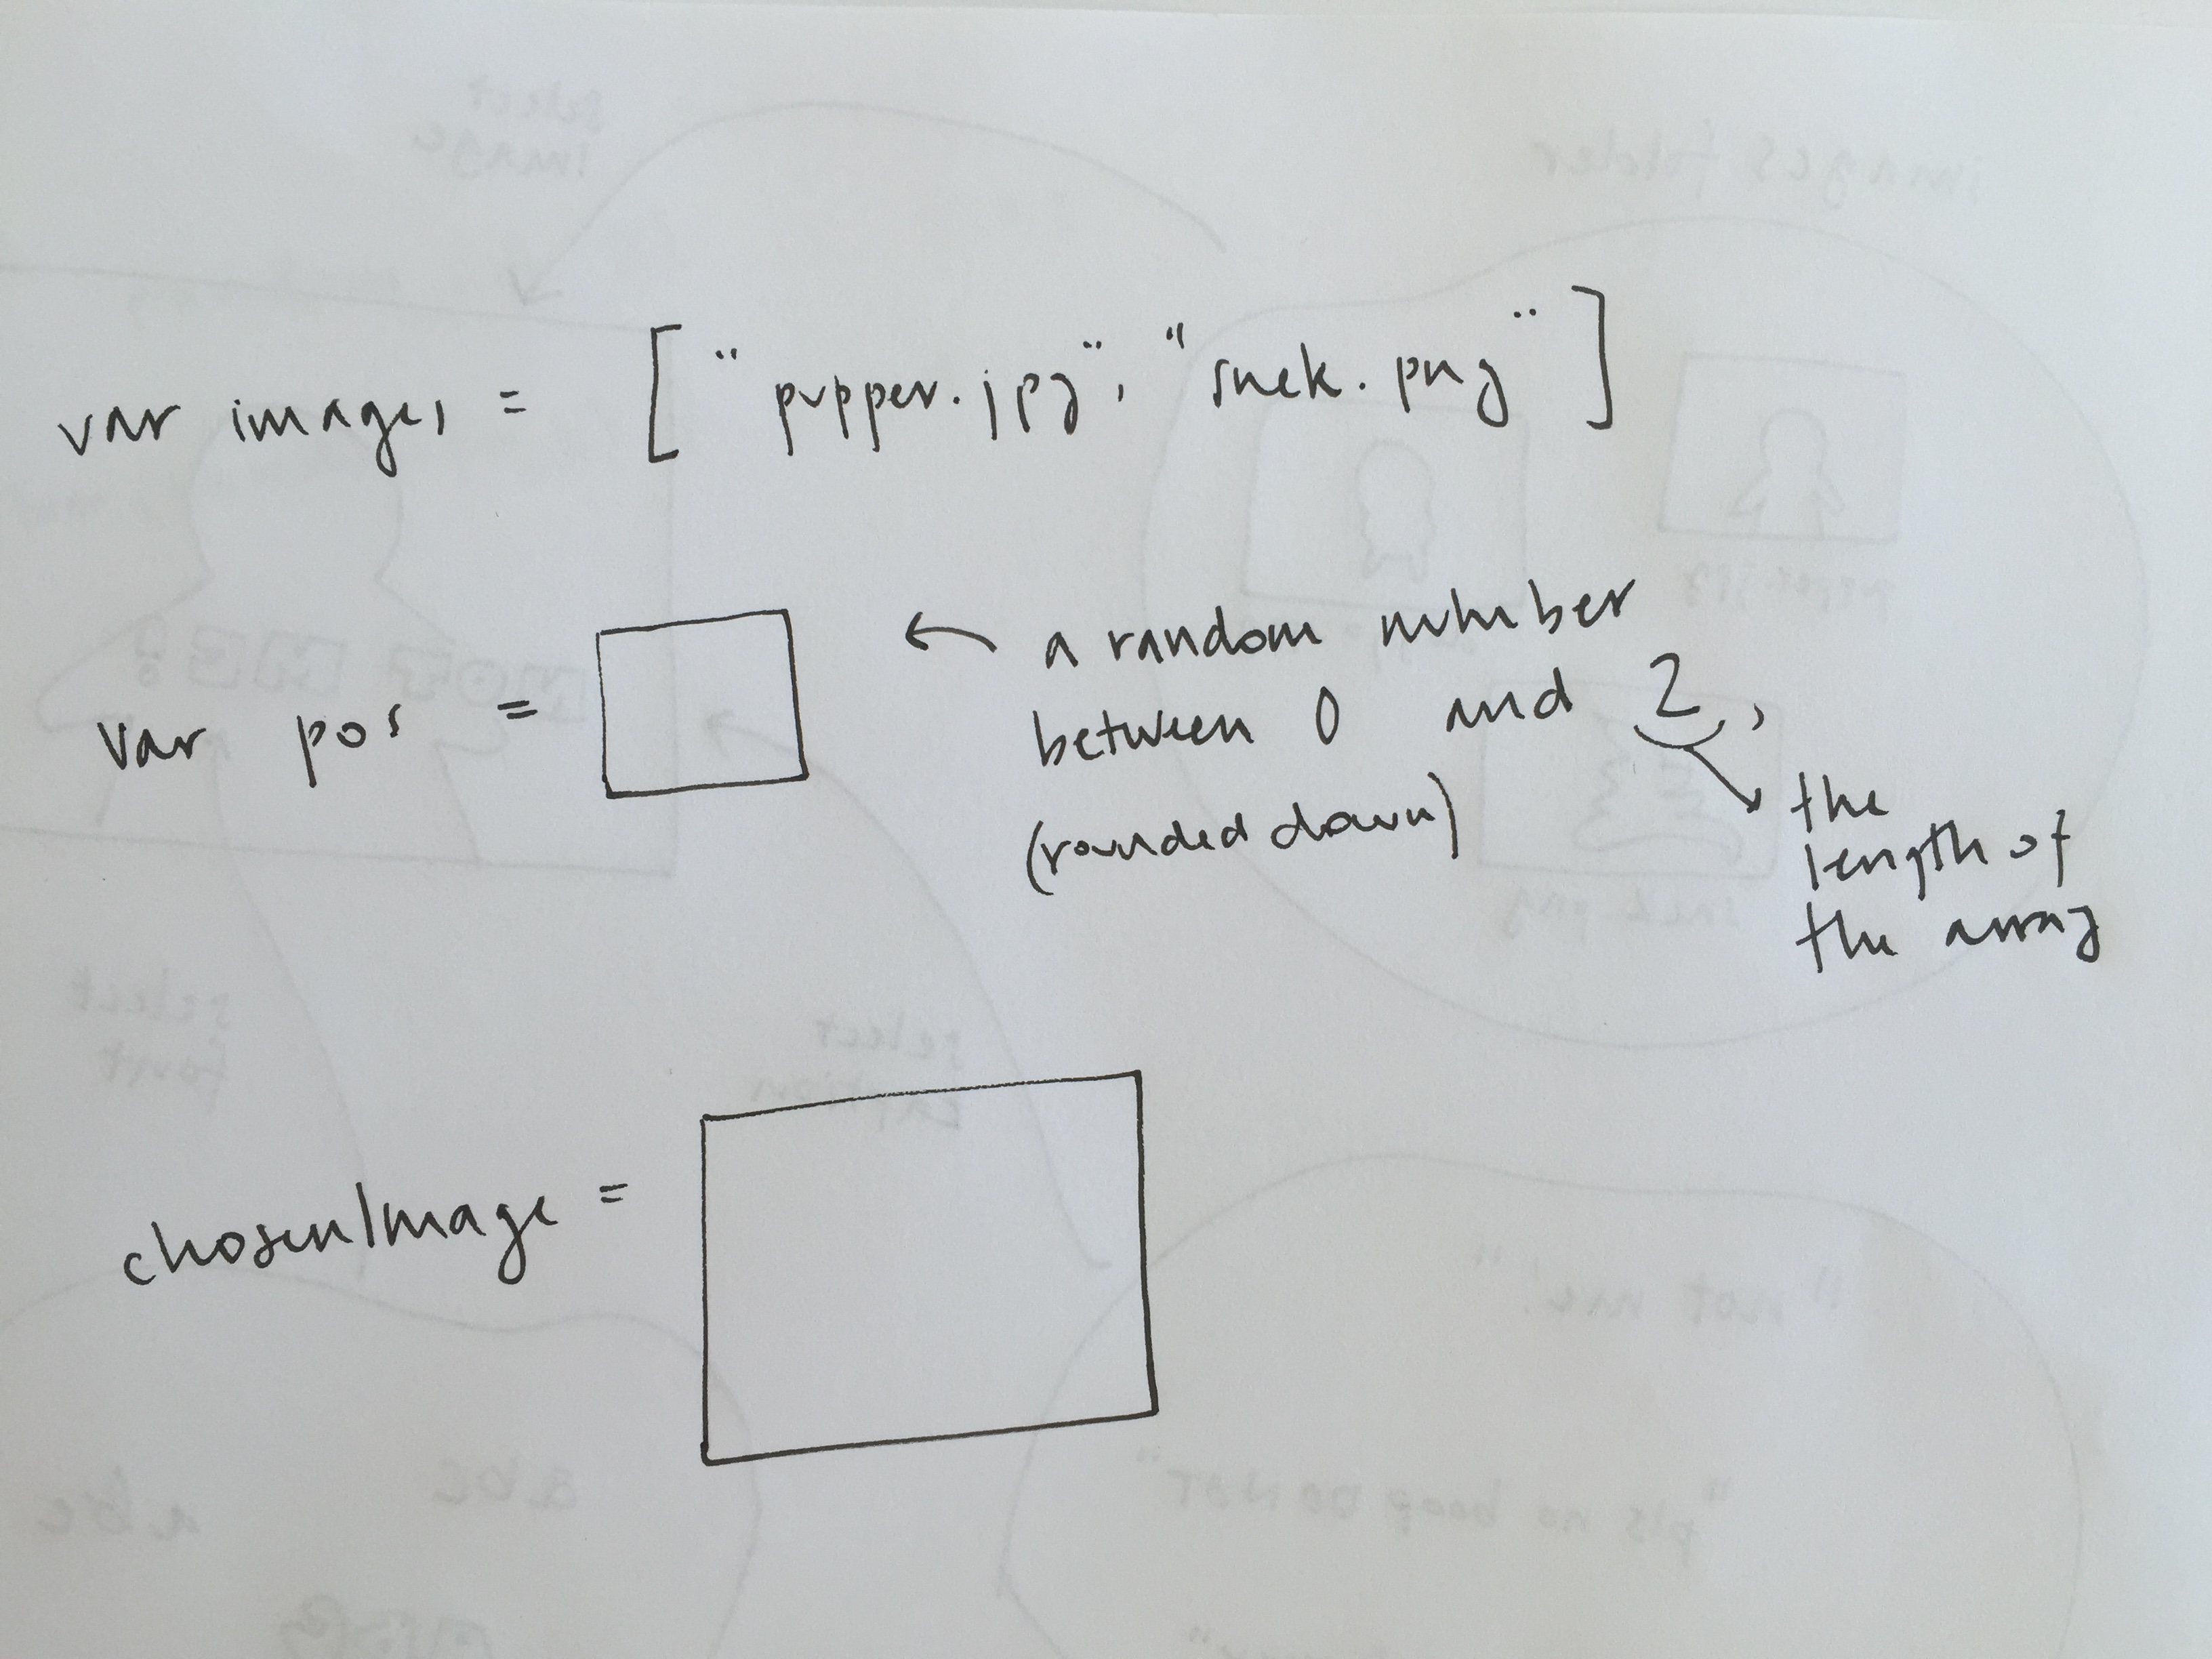 var images = [ "pupper.jpg", "snek.png" ]
var pos =
a random number
between 0 and 2,
(rounded down)
the
length of
the array
chosenImage =